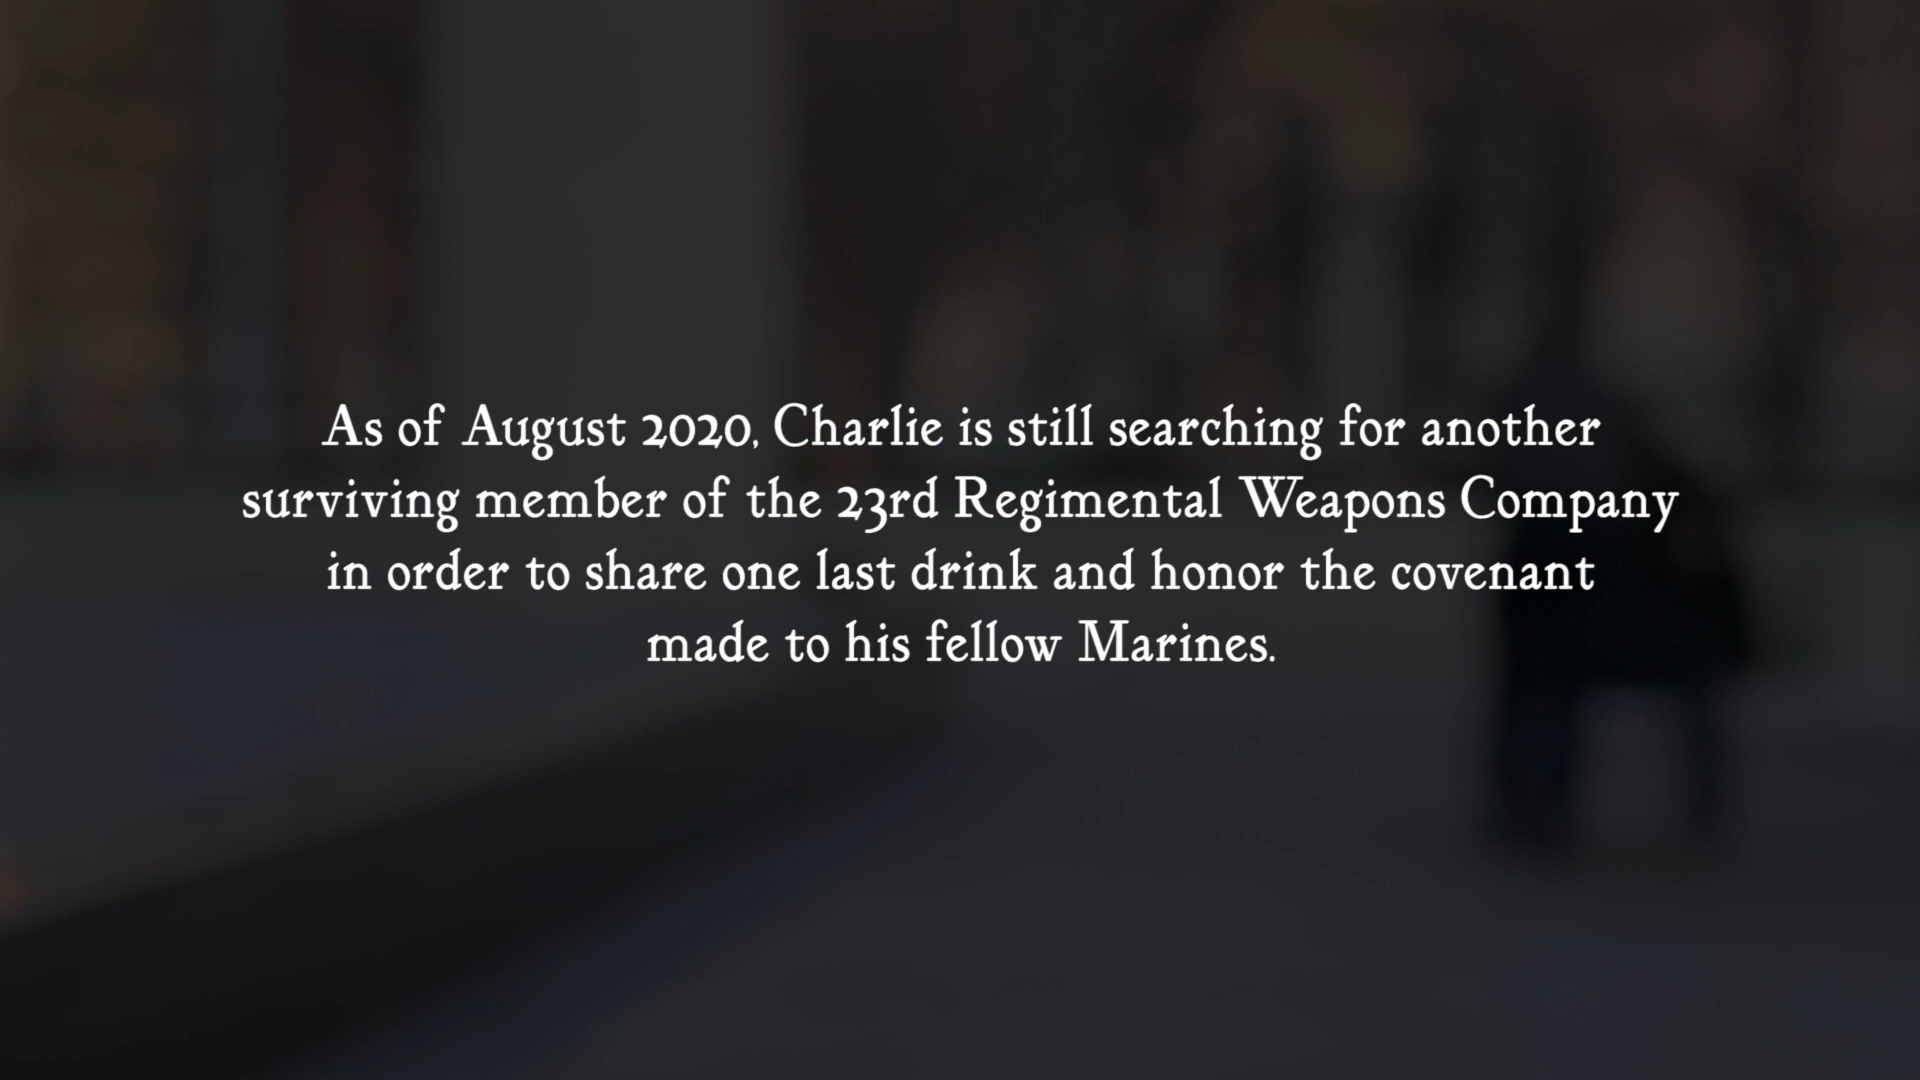 As of August 2020, Charlie is still searching for another
surviving member of the 23rd Regimental Weapons Company
in order to share one last drink and honor the covenant
made to his fellow Marines.